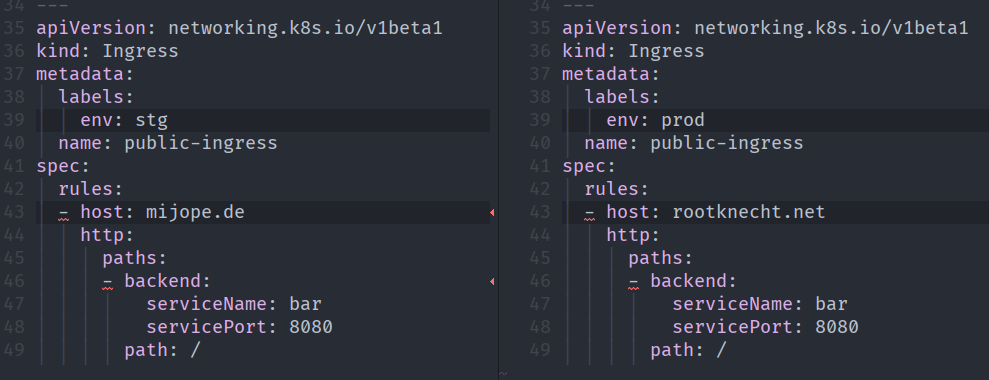 34 ---
35 apiVersion: networking.k8s.io/v1beta1
36 kind: Ingress
37 metadata:
38   labels:
39     env: stg
40   name: public-ingress
41 spec:
42   rules:
43   - host: mijope.de
44     http:
45       paths:
46       - backend:
47           serviceName: bar
48           servicePort: 8080
49         path: /
34 ---
35 apiVersion: networking.k8s.io/v1beta1
36 kind: Ingress
37 metadata:
38   labels:
39     env: prod
40   name: public-ingress
41 spec:
42   rules:
43   - host: rootknecht.net
44     http:
45       paths:
46       - backend:
47           serviceName: bar
48           servicePort: 8080
49         path: /
~